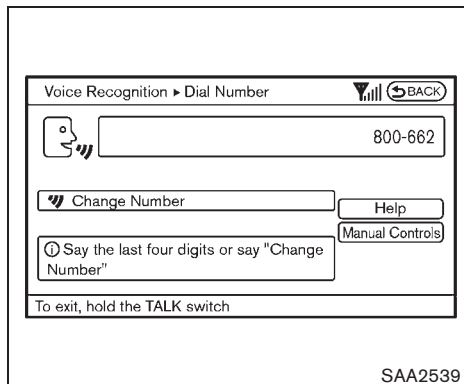 Voice Recognition ▸ Dial Number
BACK
800-662
Change Number
Help
Manual Controls
Say the last four digits or say "Change
Number"
To exit, hold the TALK switch
SAA2539